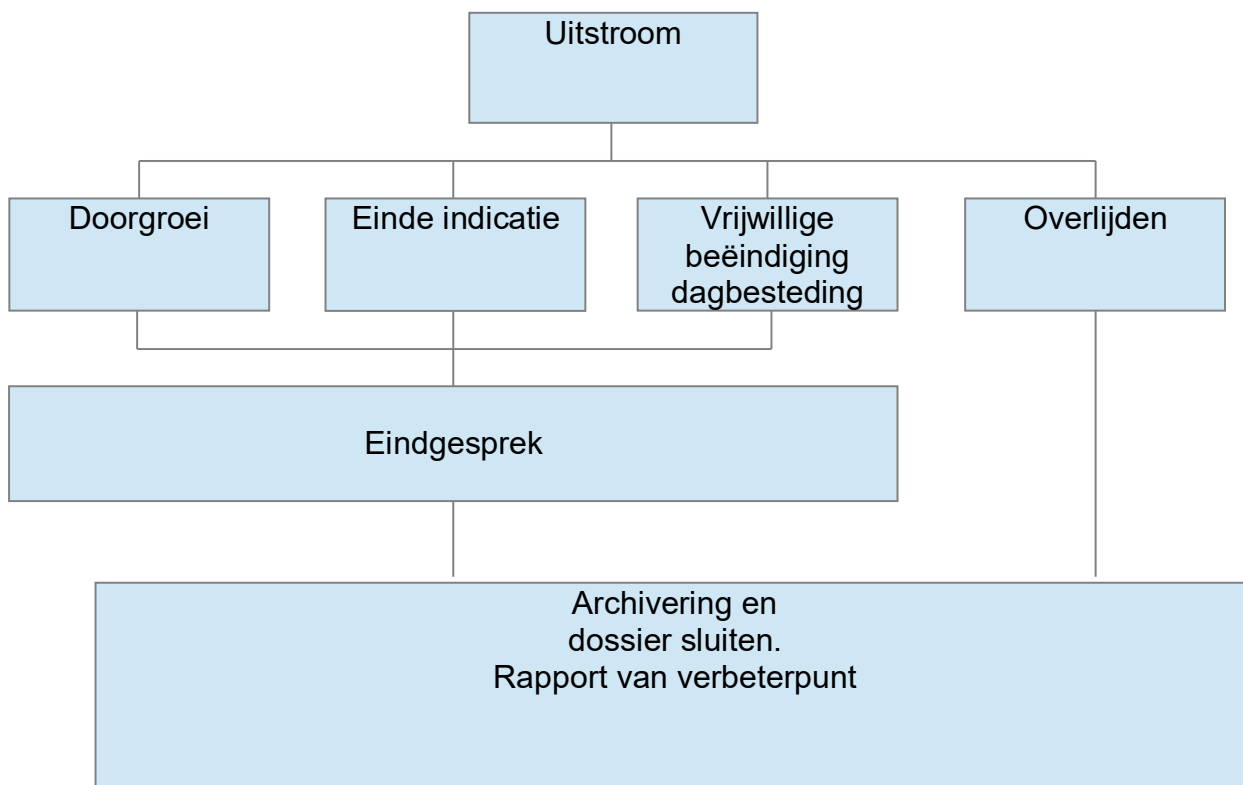 Uitstroom
Doorgroei
Einde indicatie
Vrijwillige
beëindiging
dagbesteding
Overlijden
Eindgesprek
Archivering en
dossier sluiten.
Rapport van verbeterpunt